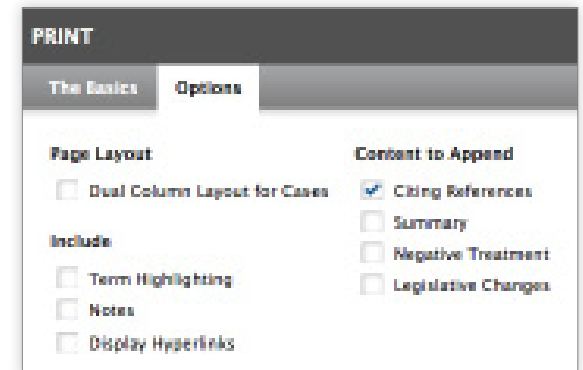 PRINT
The Basics Options
Page Layout
Dual Column Layout for Cases
Include
Term Highlighting
Notes
Display Hyperlinks
Content to Append
Citing References
Summary
Negative Treatment
Legislative Changes